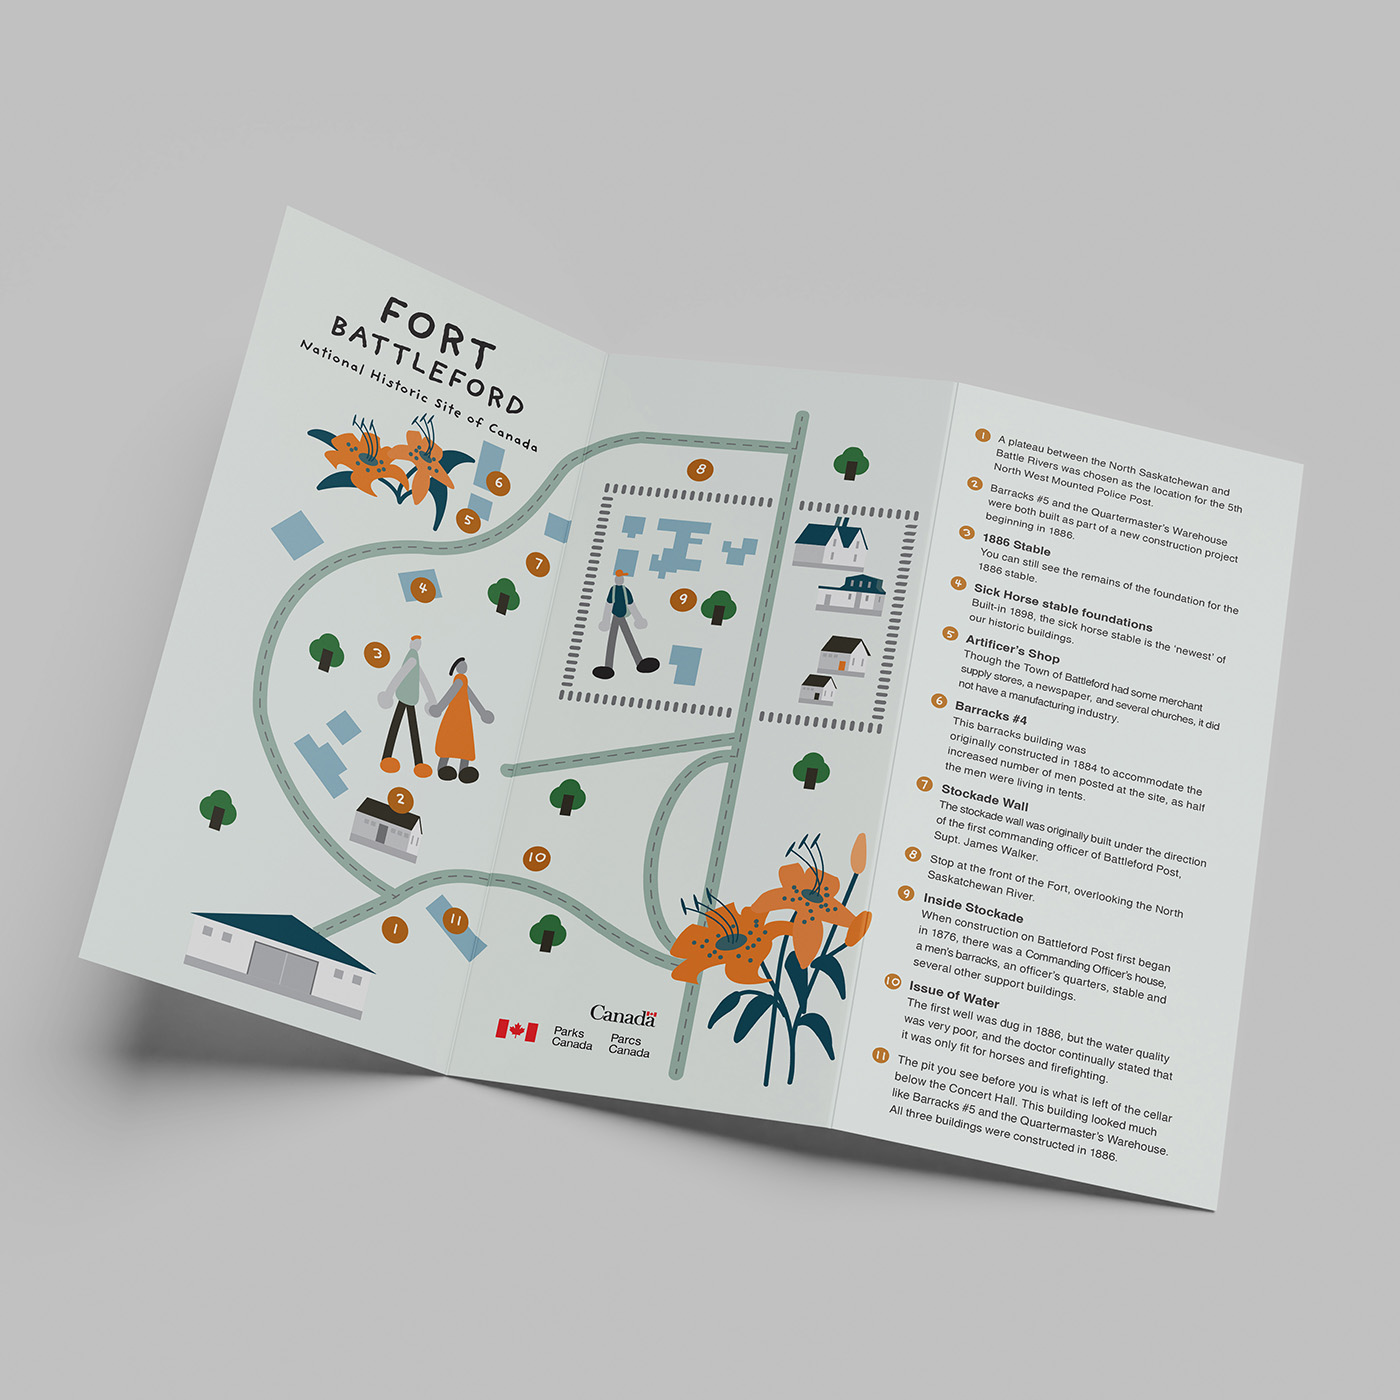 FORT
BATTLEFORD
National Historic Site of Canada
6
5
7
4
3
2
1
11
10
8
9
Canada
Parks
Canada
Parcs
Canada
1 A plateau between the North Saskatchewan and
Battle Rivers was chosen as the location for the 5th
North West Mounted Police Post.
2 Barracks #5 and the Quartermaster's Warehouse
were both built as part of a new construction project
beginning in 1886.
3 1886 Stable
You can still see the remains of the foundation for the
1886 stable.
4 Sick Horse stable foundations
Built-in 1898, the sick horse stable is the 'newest' of
our historic buildings.
5 Artificer's Shop
Though the Town of Battleford had some merchant
supply stores, a newspaper, and several churches, it did
not have a manufacturing industry.
6 Barracks #4
This barracks building was
originally constructed in 1884 to accommodate the
increased number of men posted at the site, as half
the men were living in tents.
7 Stockade Wall
The stockade wall was originally built under the direction
of the first commanding officer of Battleford Post,
Supt. James Walker.
8 Stop at the front of the Fort, overlooking the North
Saskatchewan River.
9 Inside Stockade
When construction on Battleford Post first began
in 1876, there was a Commanding Officer's house,
a men's barracks, an officer's quarters, stable and
several other support buildings.
10 Issue of Water
The first well was dug in 1886, but the water quality
was very poor, and the doctor continually stated that
it was only fit for horses and firefighting.
11 The pit you see before you is what is left of the cellar
below the Concert Hall. This building looked much
like Barracks #5 and the Quartermaster's Warehouse.
All three buildings were constructed in 1886.